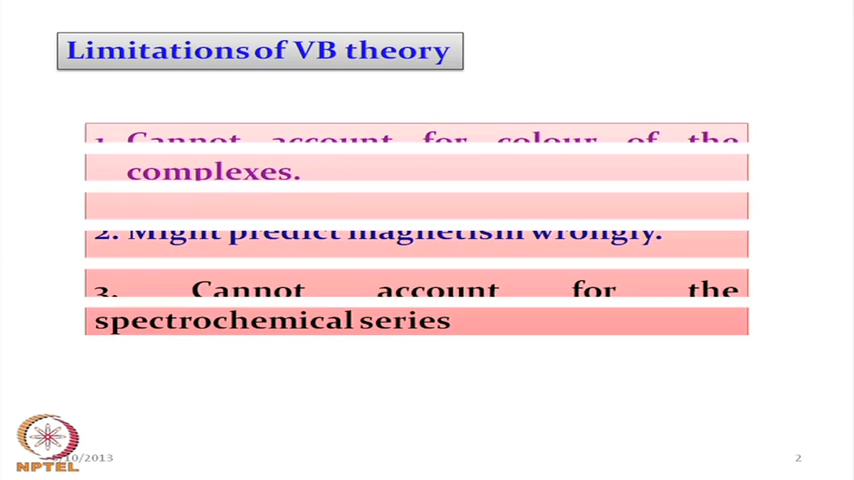 Limitations of VB theory
1. Cannot account for colour of the
complexes.
2. Might predict magnetism wrongly.
3. Cannot account for the
spectrochemical series
NPTEL
/10/2013
2